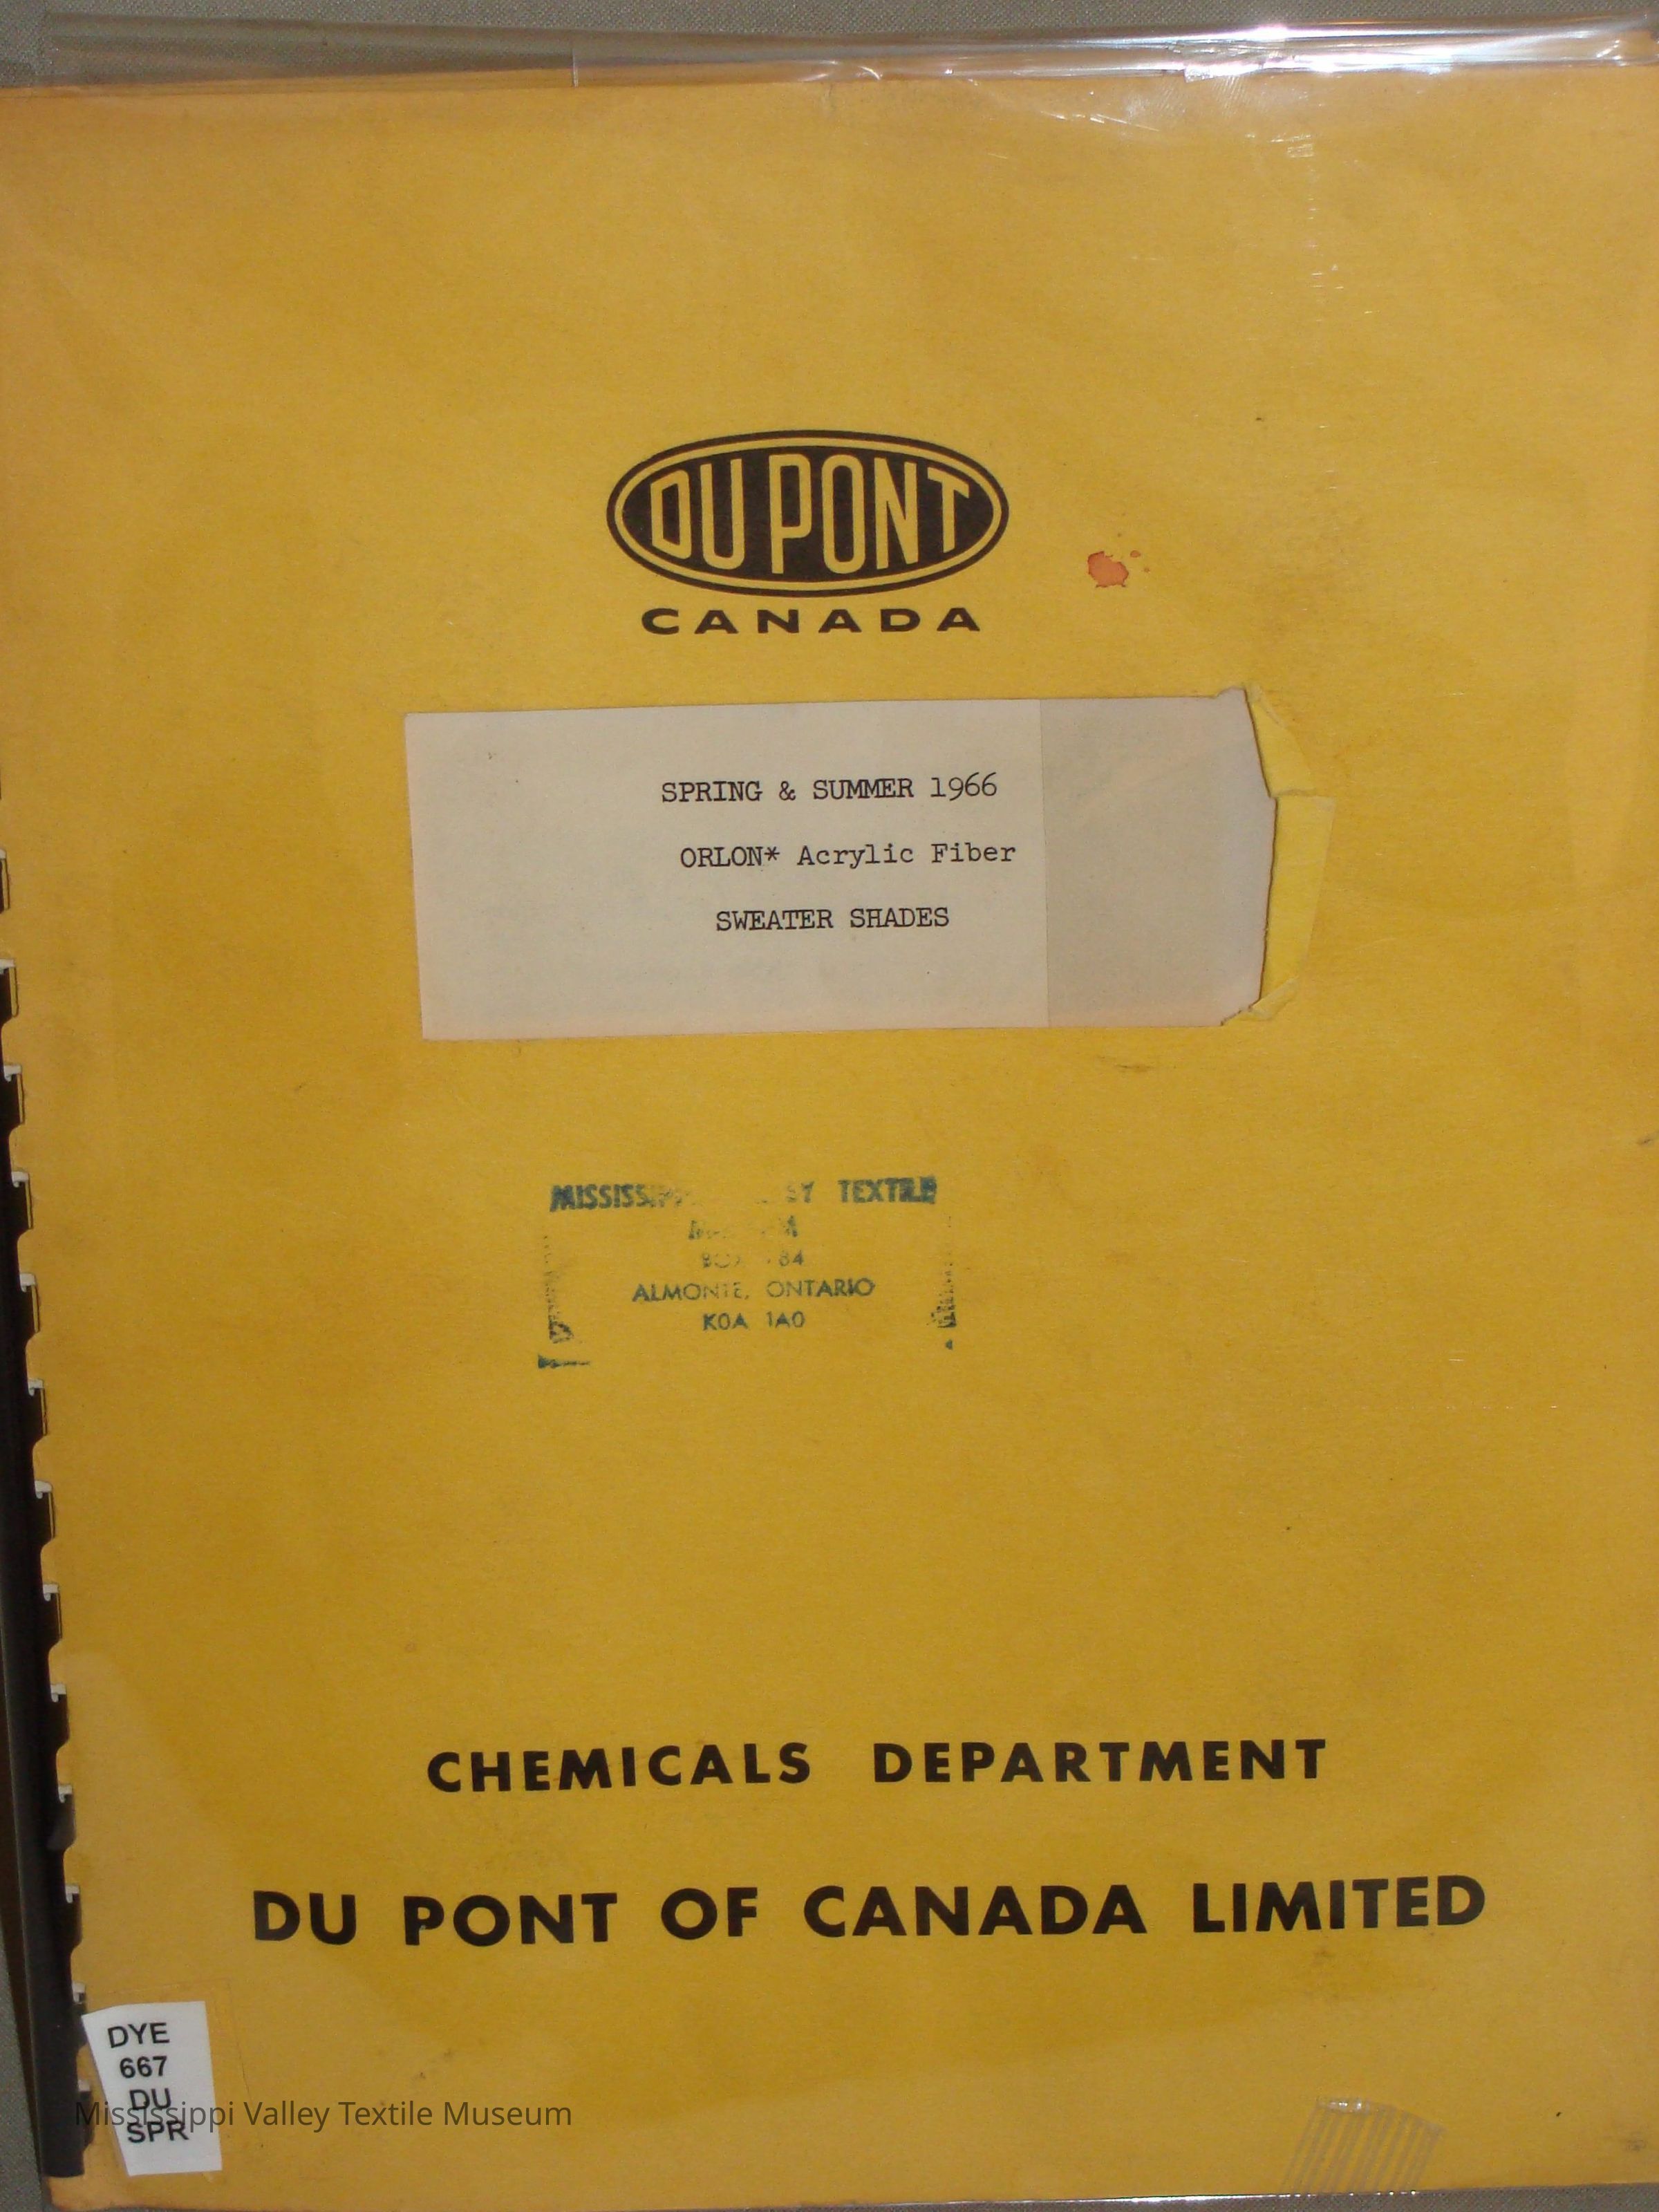 DU PONT
CANADA
SPRING & SUMMER 1966
ORLON* Acrylic Fiber
SWEATER SHADES
TEXTILE
ALMONTE, ONTARIO
K0A 1A0
CHEMICALS DEPARTMENT
DU PONT OF CANADA LIMITED
DYE
667
DU
SPR
Mississippi Valley Textile Museum